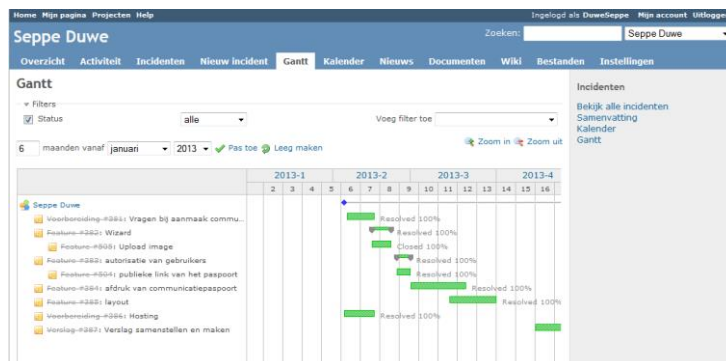 Home Mijn pagina Projecten Help Ingelogd als DuweSeppe Mijn account Uitlogge
Seppe Duwe Zoeken: Seppe Duwe
Overzicht Activiteit Incidenten Nieuw incident Gantt Kalender Nieuws Documenten Wiki Bestanden Instellingen
Gantt
Filters
Status alle Voeg filter toe
6 maanden vanaf januari 2013 Pas toe Leeg maken Zoom in Zoom uit
2013-1 2013-2 2013-3 2013-4
2 3 4 5 6 7 8 9 10 11 12 13 14 15 16
Seppe Duwe
Voorbereiding #381: Vragen bij aanmaak commu... Resolved 100%
Feature #382: Wizard Resolved 100%
Feature #505: Upload image Closed 100%
Feature #383: autorisatie van gebruikers Resolved 100%
Feature #504: publieke link van het paspoort Resolved 100%
Feature #384: afdruk van communicatiepaspoort Resolved 100%
Feature #385: layout Resolved 100%
Voorbereiding #386: Hosting Resolved 100%
Verslag #387: Verslag samenstellen en maken
Incidenten
Bekijk alle incidenten
Samenvatting
Kalender
Gantt